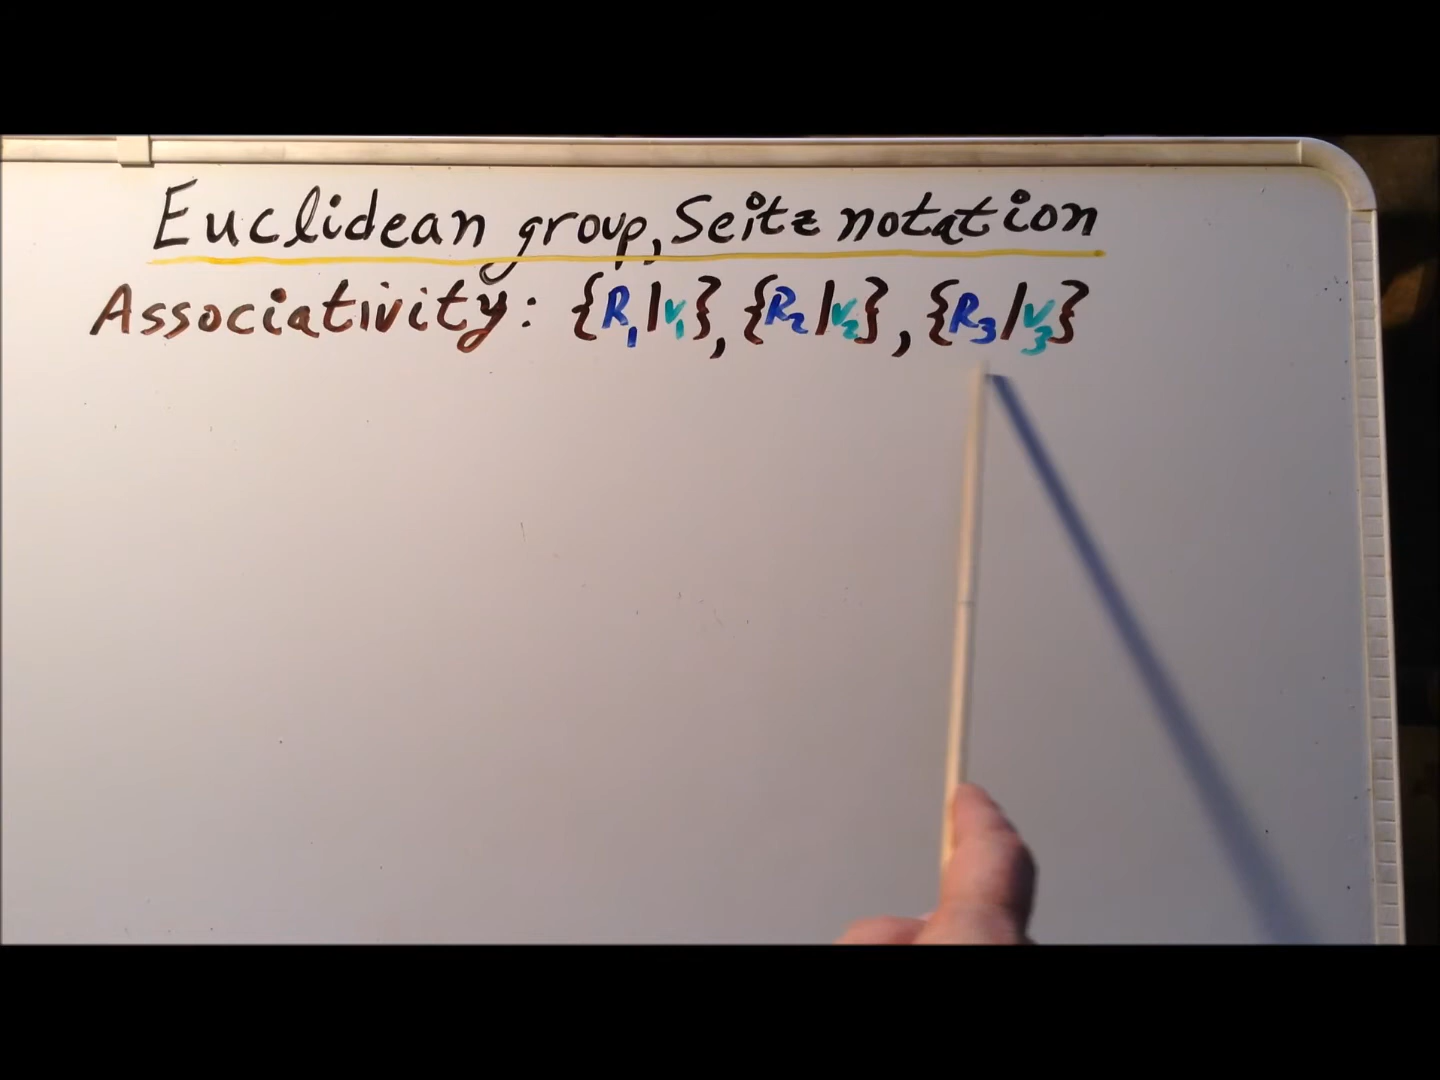 Euclidean group, Seitz notation
Associativity: {R₁|v₁}, {R₂|v₂}, {R₃|v₃}